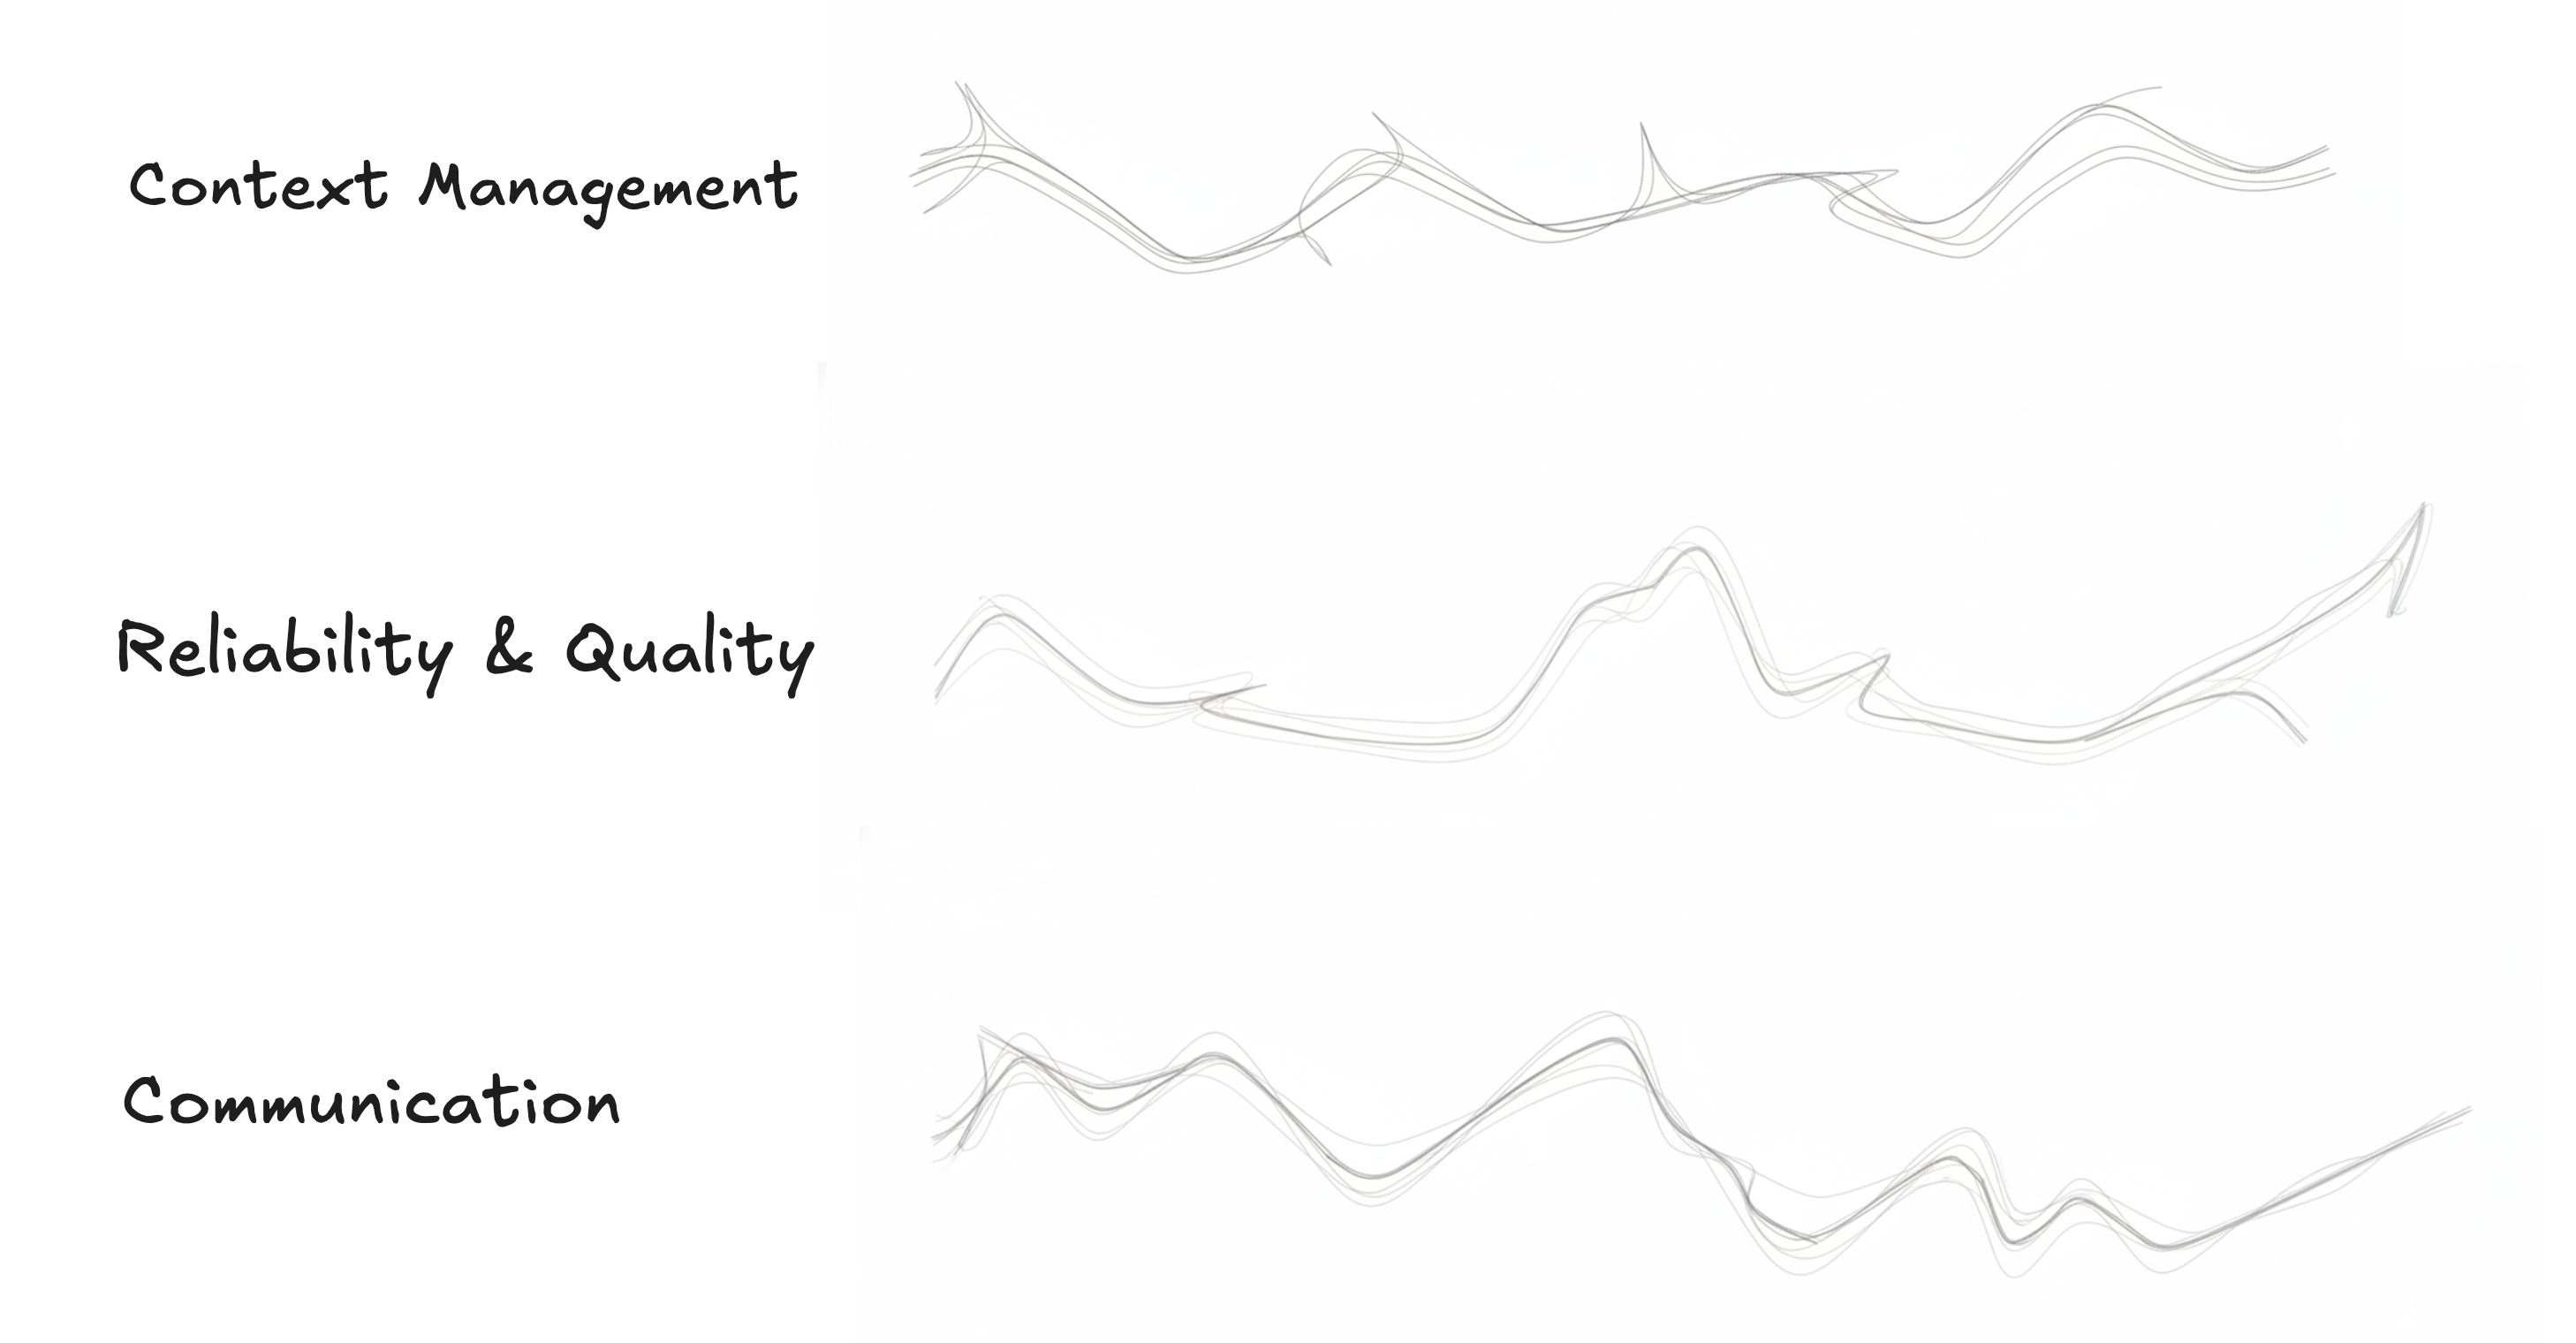 Context Management
Reliability & Quality
Communication